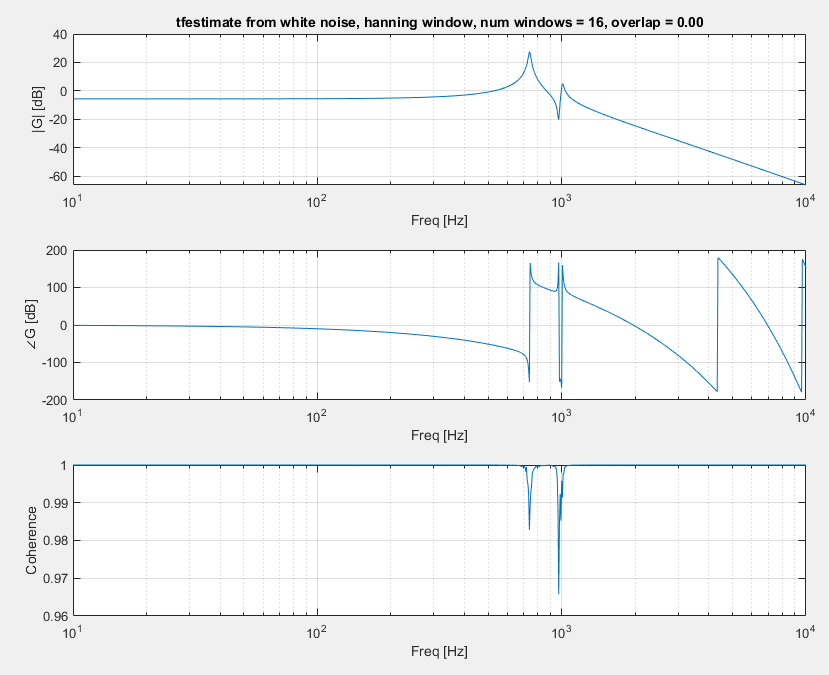 tfestimate from white noise, hanning window, num windows = 16, overlap = 0.00
40
20
0
-20
-40
-60
|G| [dB]
10^1 10^2 10^3 10^4
Freq [Hz]
200
100
0
-100
-200
∠G [dB]
10^1 10^2 10^3 10^4
Freq [Hz]
1
0.99
0.98
0.97
0.96
Coherence
10^1 10^2 10^3 10^4
Freq [Hz]